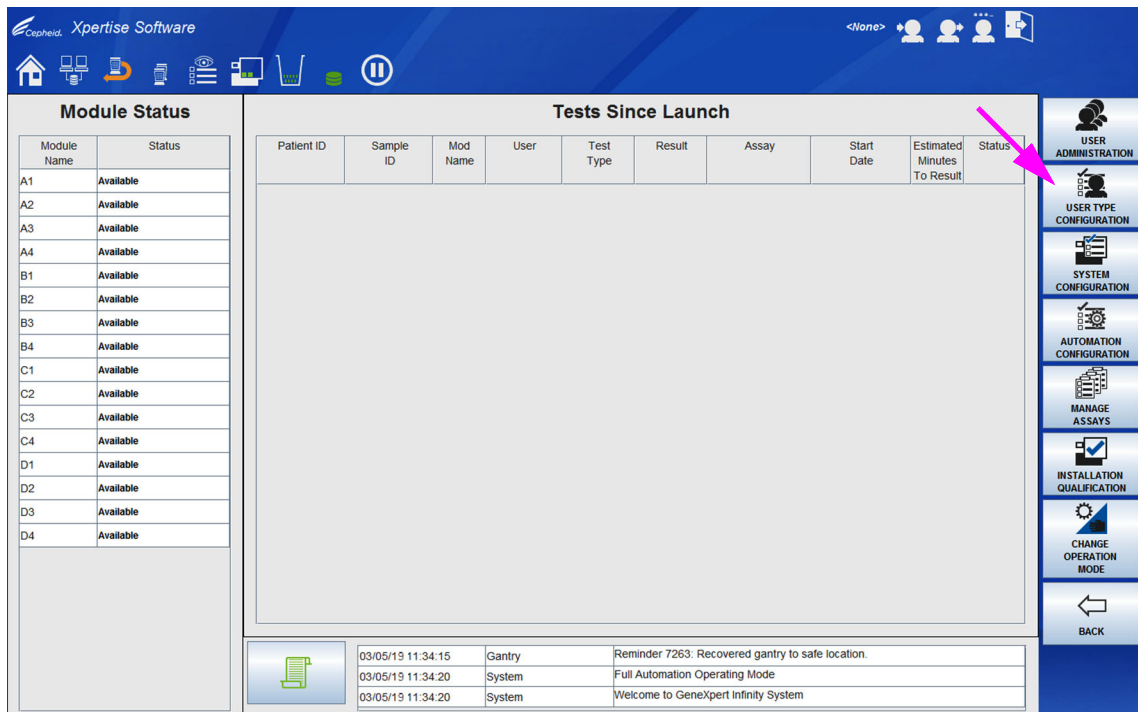 Cepheid. Xpertise Software
<None>
Module Status
Tests Since Launch
Module Name
Status
A1 Available
A2 Available
A3 Available
A4 Available
B1 Available
B2 Available
B3 Available
B4 Available
C1 Available
C2 Available
C3 Available
C4 Available
D1 Available
D2 Available
D3 Available
D4 Available
Patient ID
Sample
ID
Mod
Name
User
Test
Type
Result
Assay
Start
Date
Estimated
Minutes
To Result
Status
03/05/19 11:34:15 Gantry Reminder 7263: Recovered gantry to safe location.
03/05/19 11:34:20 System Full Automation Operating Mode
03/05/19 11:34:20 System Welcome to GeneXpert Infinity System
USER
ADMINISTRATION
USER TYPE
CONFIGURATION
SYSTEM
CONFIGURATION
AUTOMATION
CONFIGURATION
MANAGE
ASSAYS
INSTALLATION
QUALIFICATION
CHANGE
OPERATION
MODE
BACK